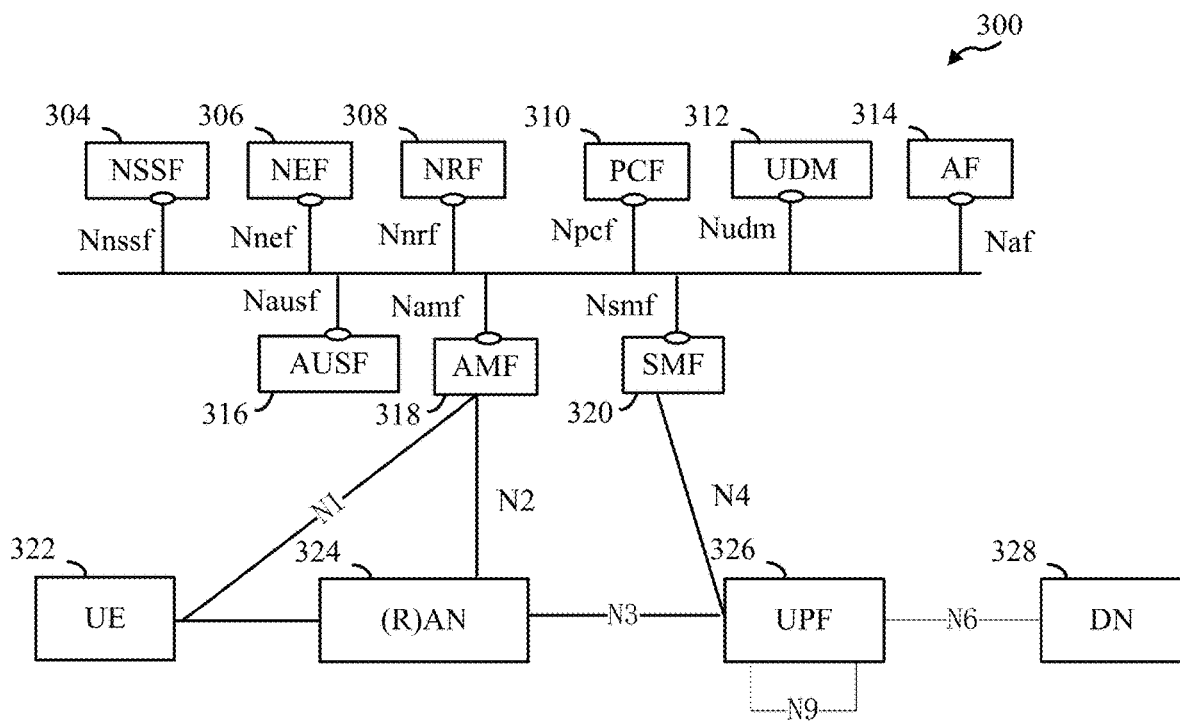 300
304 306 308 310 312 314
NSSF NEF NRF PCF UDM AF
Nnssf Nnef Nnrf Npcf Nudm Naf
Nausf Namf Nsmf
AUSF AMF SMF
316 318 320
N1 N2 N4
322 324 326 328
UE (R)AN N3 UPF N6 DN
N9